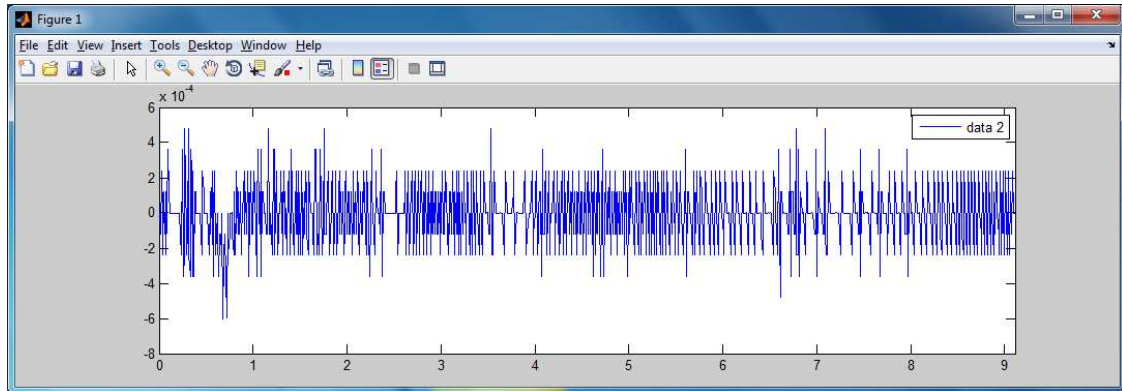 Figure 1
File Edit View Insert Tools Desktop Window Help
x 10^-4
6
4
2
0
-2
-4
-6
-8
data 2
0 1 2 3 4 5 6 7 8 9